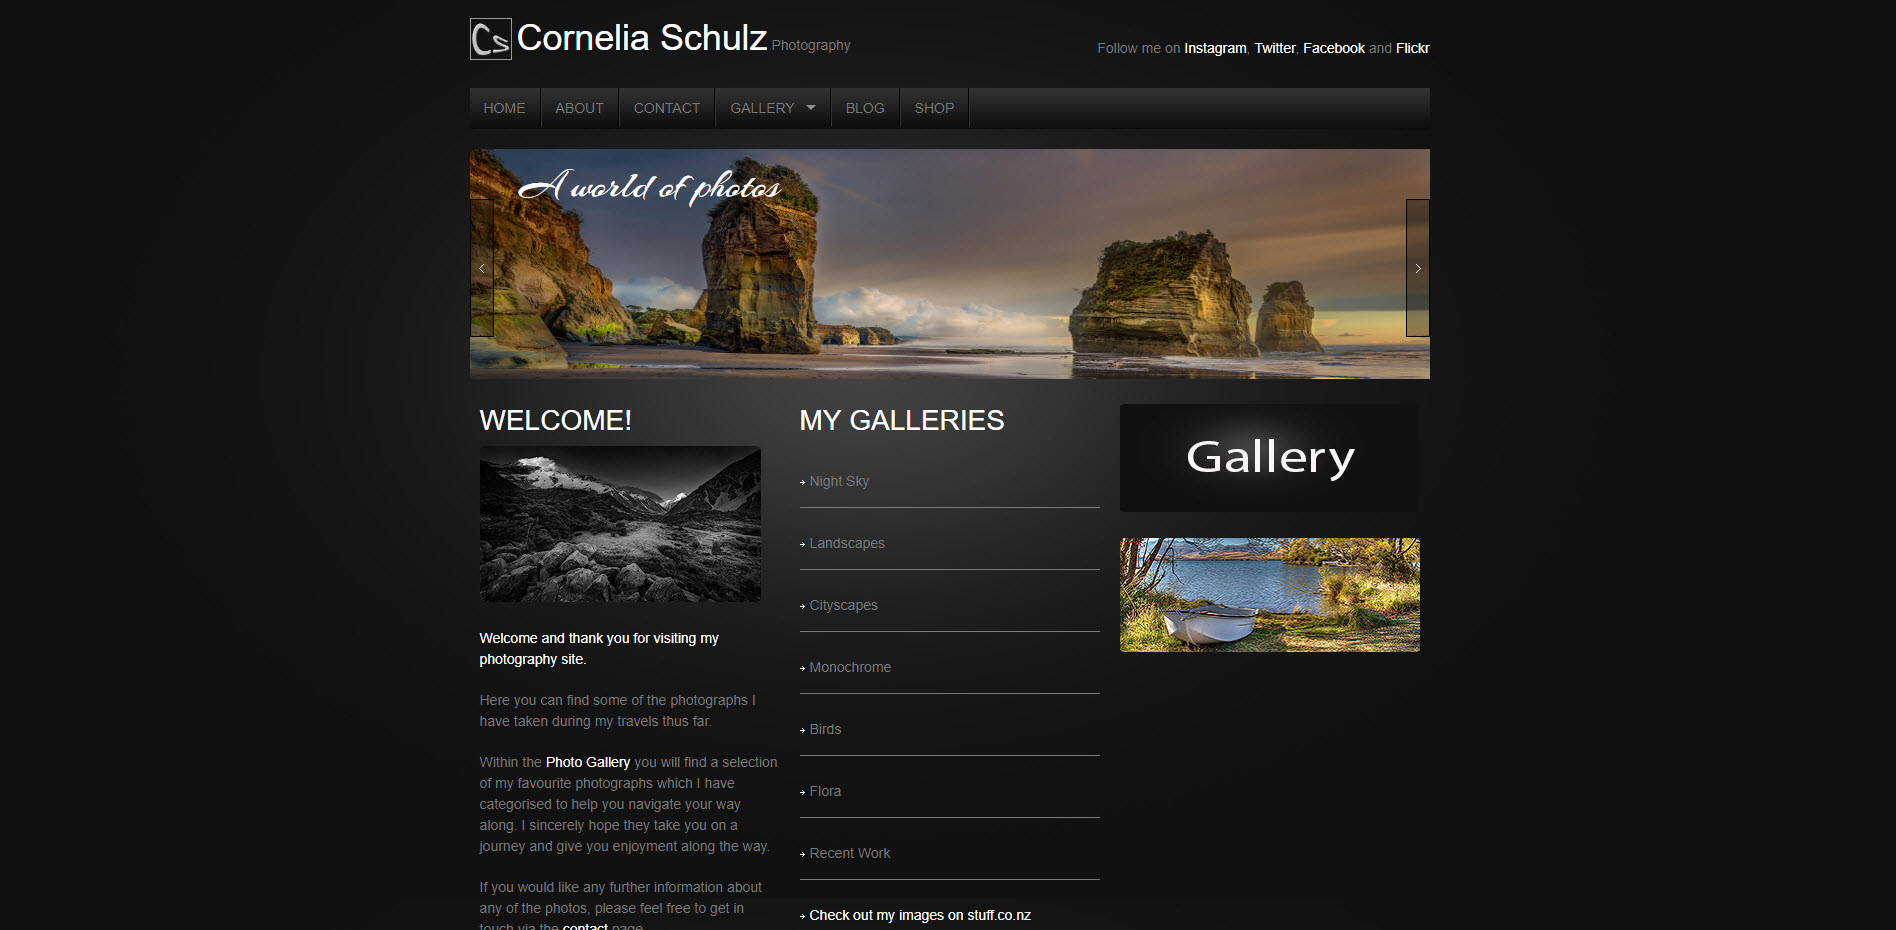 Cs Cornelia Schulz Photography
Follow me on Instagram, Twitter, Facebook and Flickr
HOME ABOUT CONTACT GALLERY BLOG SHOP
A world of photos
WELCOME!
Welcome and thank you for visiting my
photography site.
Here you can find some of the photographs I
have taken during my travels thus far.
Within the Photo Gallery you will find a selection
of my favourite photographs which I have
categorised to help you navigate your way
along. I sincerely hope they take you on a
journey and give you enjoyment along the way.
If you would like any further information about
any of the photos, please feel free to get in
touch via the contact page
MY GALLERIES
Night Sky
Landscapes
Cityscapes
Monochrome
Birds
Flora
Recent Work
Check out my images on stuff.co.nz
Gallery